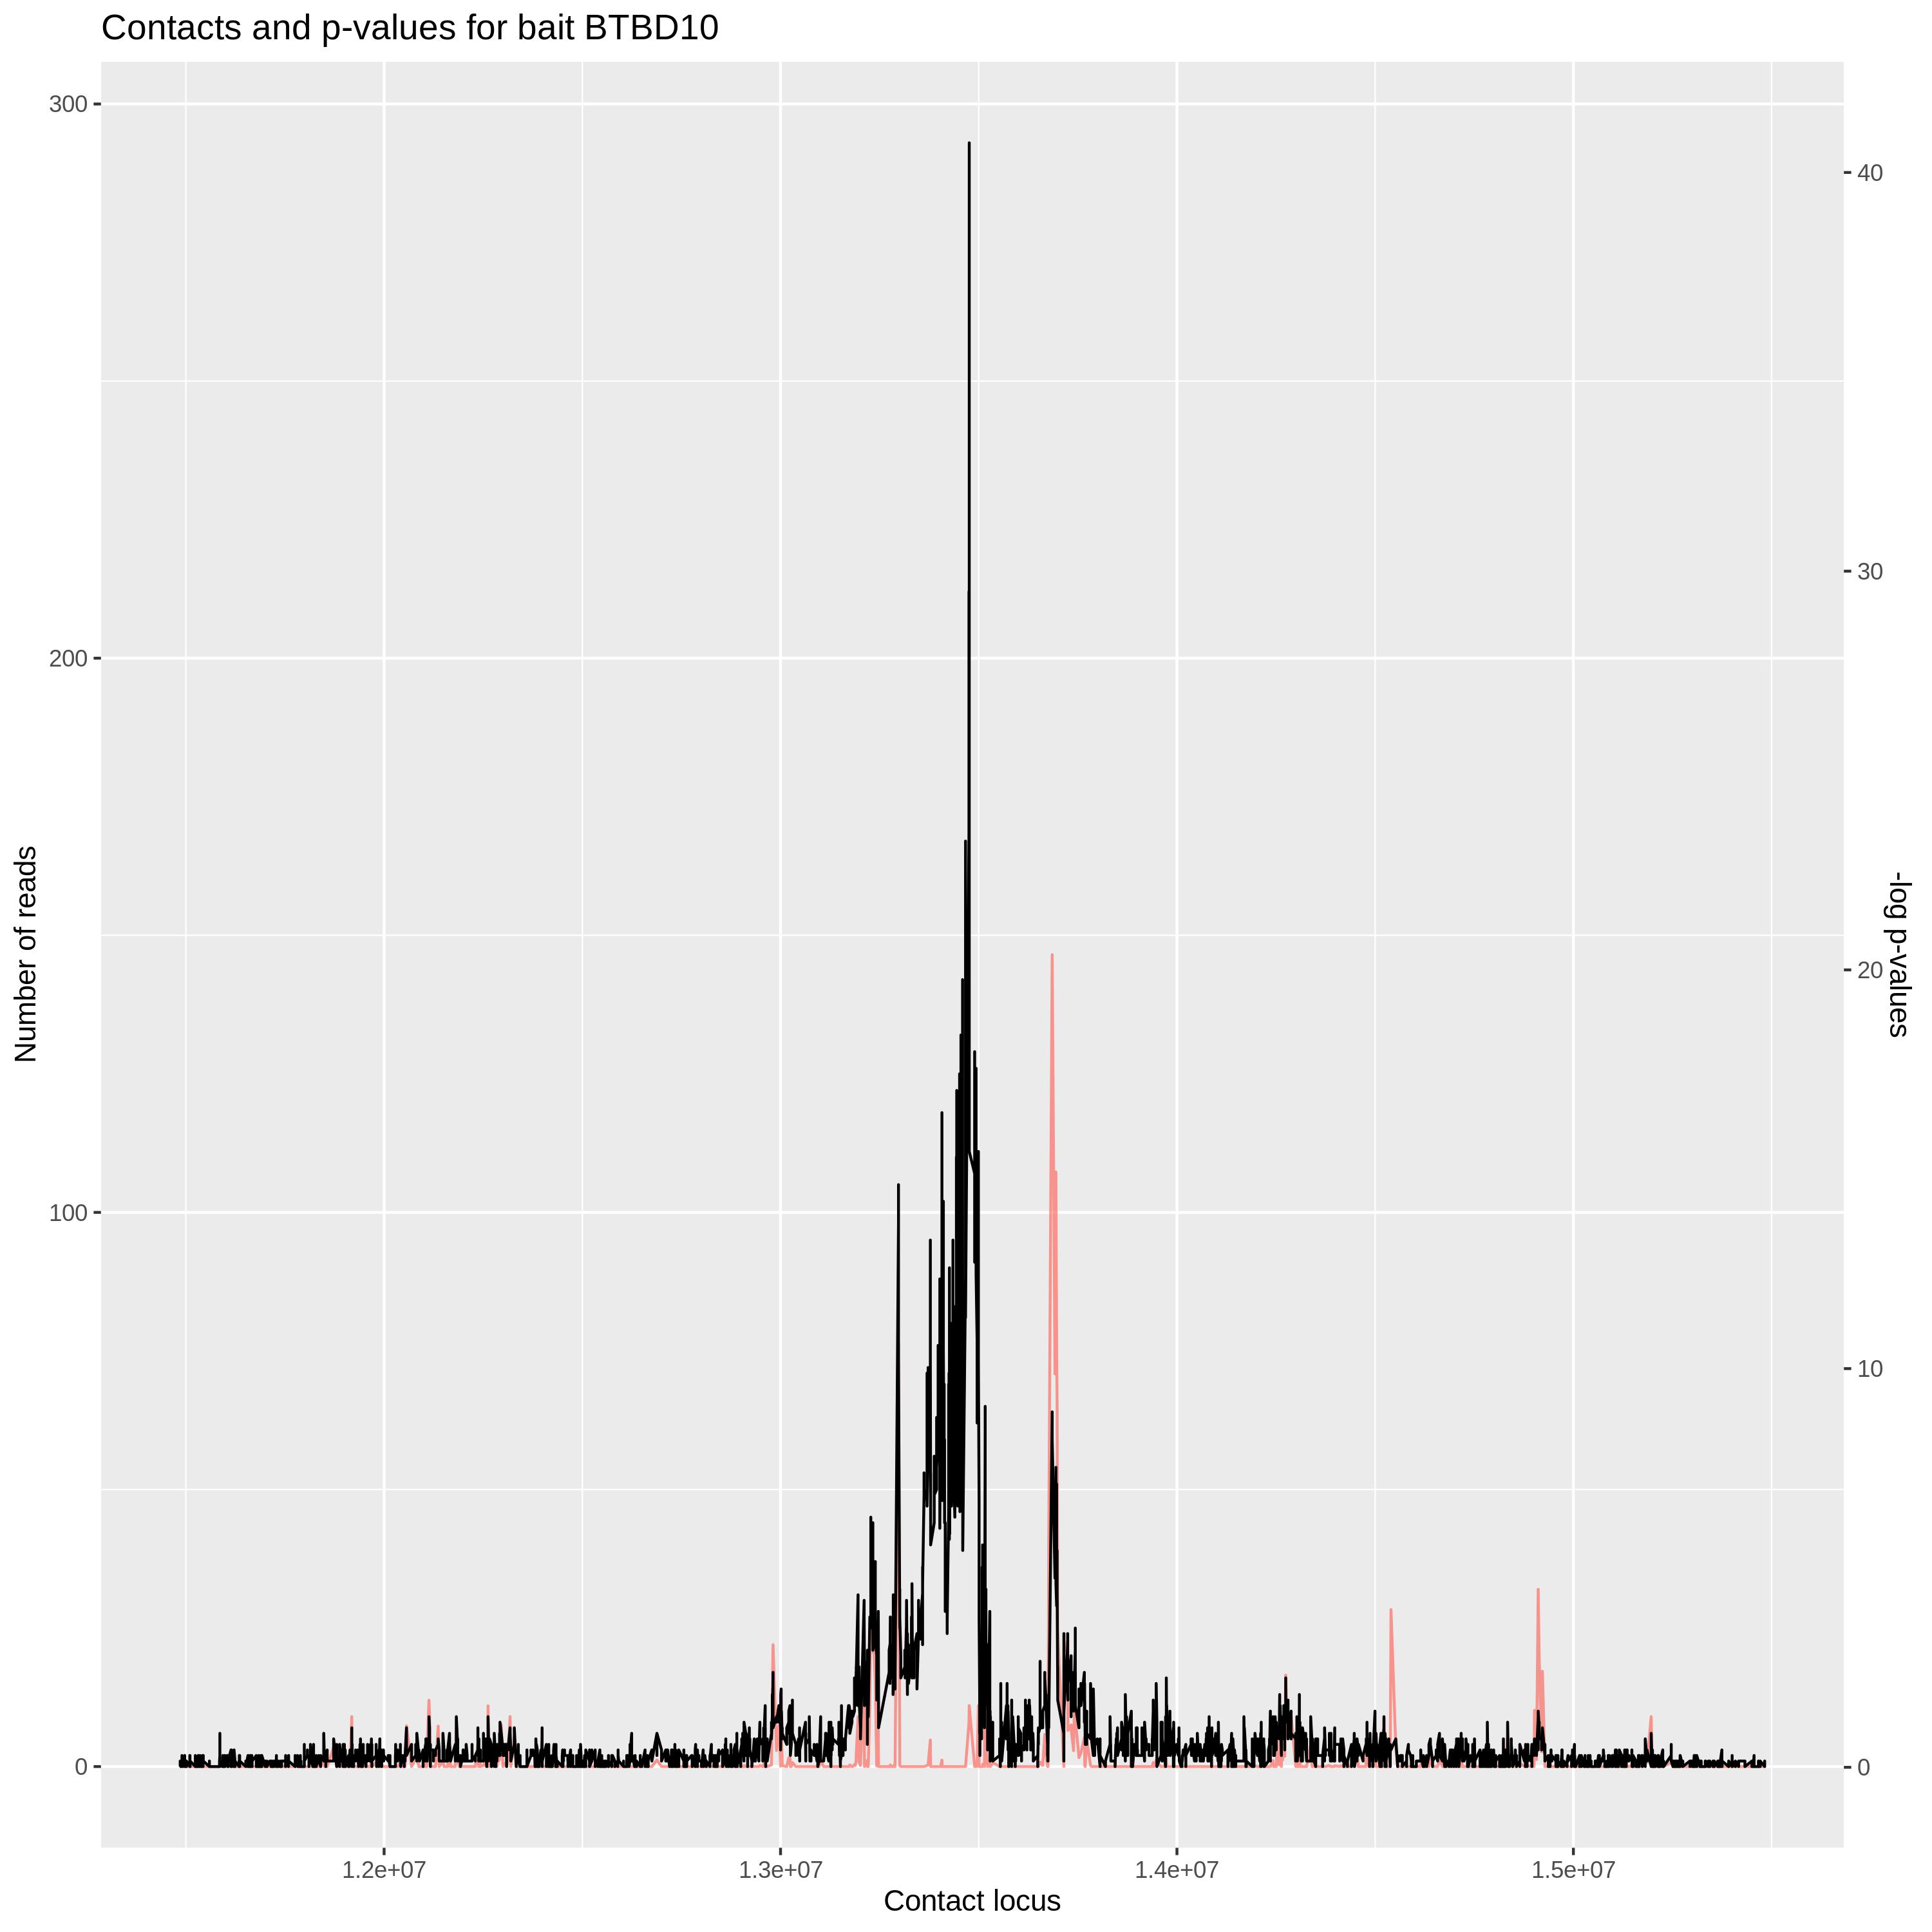 Contacts and p-values for bait BTBD10
300
200
100
0
Number of reads
40
30
20
10
0
-log p-values
1.2e+07
1.3e+07
1.4e+07
1.5e+07
Contact locus